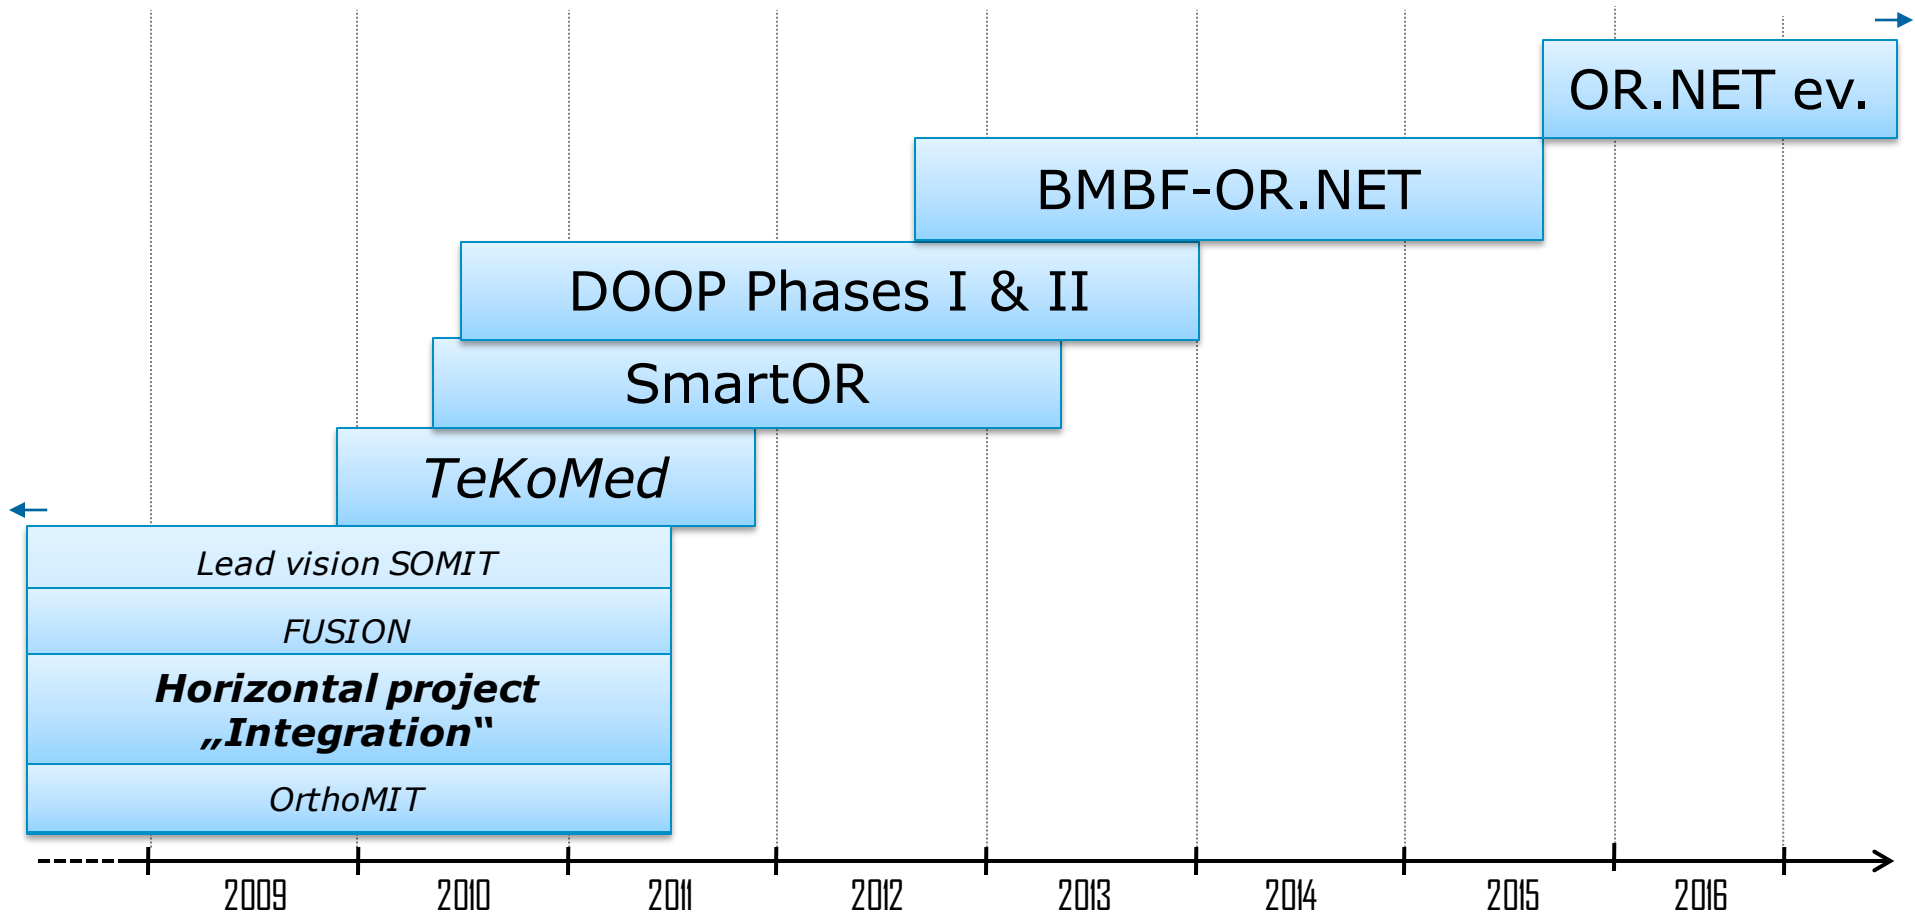 OR.NET ev.
BMBF-OR.NET
DOOP Phases I & II
SmartOR
TeKoMed
Lead vision SOMIT
FUSION
Horizontal project
„Integration“
OrthoMIT
2009 2010 2011 2012 2013 2014 2015 2016